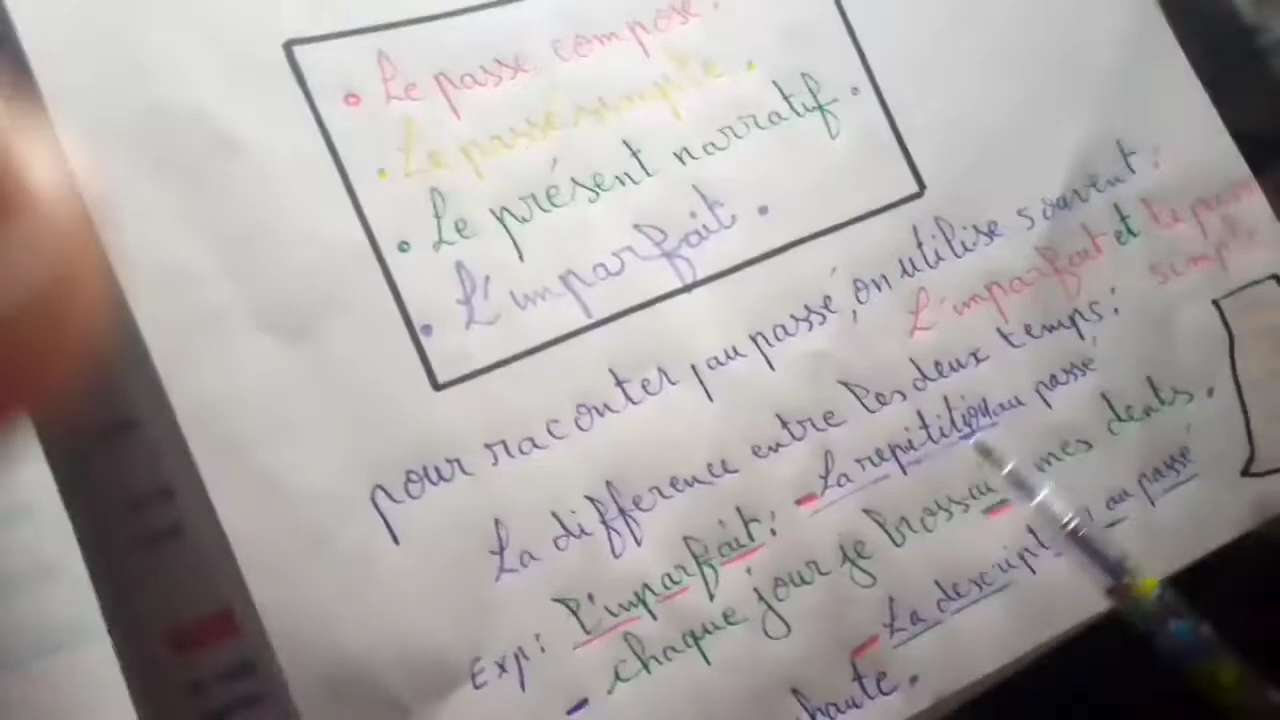 • Le passé composé.
• Le passé simple.
• Le présent narratif.
• L'imparfait.
pour raconter au passé, on utilise souvent:
L'imparfait et Le passé
simple
La différence entre les deux temps:
l'imparfait: - La repitition au passé
Exp:
- chaque jour je brossai mes dents.
- La description au passé
haute.